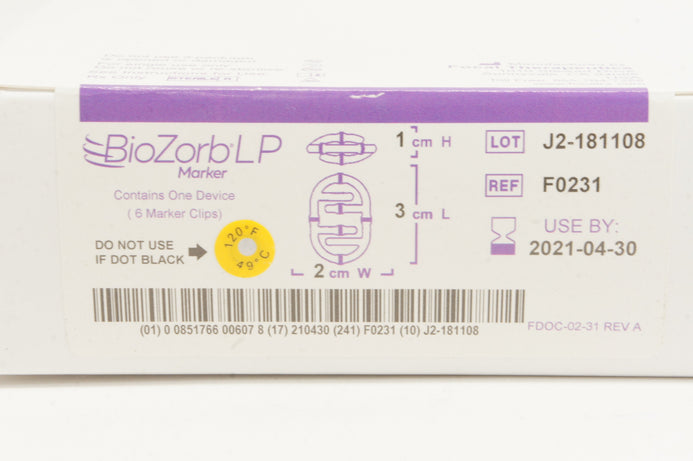 Rx Only
BioZorb® LP
Marker
Contains One Device
( 6 Marker Clips)
DO NOT USE
IF DOT BLACK
120°F
49°C
1 cm H
3 cm L
2 cm W
LOT J2-181108
REF F0231
USE BY:
2021-04-30
(01) 0 0851766 00607 8 (17) 210430 (241) F0231 (10) J2-181108
FDOC-02-31 REV A